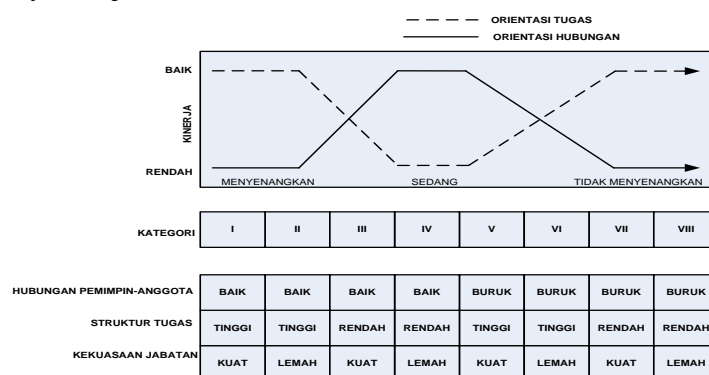 ORIENTASI TUGAS
ORIENTASI HUBUNGAN
BAIK
KINERJA
RENDAH
MENYENANGKAN SEDANG TIDAK MENYENANGKAN
KATEGORI I II III IV V VI VII VIII
HUBUNGAN PEMIMPIN-ANGGOTA BAIK BAIK BAIK BAIK BURUK BURUK BURUK BURUK
STRUKTUR TUGAS TINGGI TINGGI RENDAH RENDAH TINGGI TINGGI RENDAH RENDAH
KEKUASAAN JABATAN KUAT LEMAH KUAT LEMAH KUAT LEMAH KUAT LEMAH